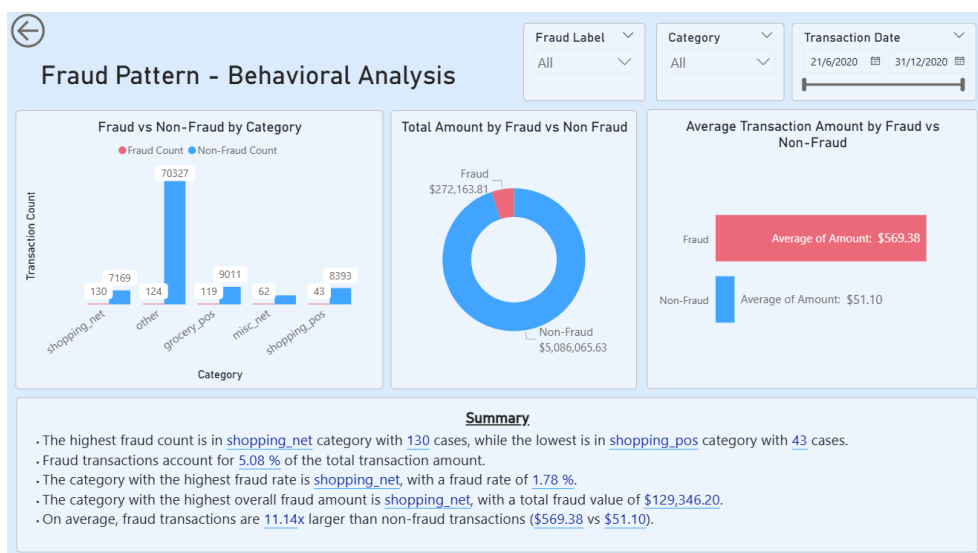 Fraud Pattern - Behavioral Analysis
Fraud Label
All
Category
All
Transaction Date
21/6/2020
31/12/2020
Fraud vs Non-Fraud by Category
Fraud Count Non-Fraud Count
Transaction Count
70327
7169
130
124
9011
119
62
8393
43
shopping_net
other
grocery_pos
misc_net
shopping_pos
Category
Total Amount by Fraud vs Non Fraud
Fraud
$272,163.81
Non-Fraud
$5,086,065.63
Average Transaction Amount by Fraud vs
Non-Fraud
Fraud
Average of Amount: $569.38
Non-Fraud
Average of Amount: $51.10
Summary
• The highest fraud count is in shopping_net category with 130 cases, while the lowest is in shopping_pos category with 43 cases.
• Fraud transactions account for 5.08 % of the total transaction amount.
• The category with the highest fraud rate is shopping_net, with a fraud rate of 1.78 %.
• The category with the highest overall fraud amount is shopping_net, with a total fraud value of $129,346.20.
• On average, fraud transactions are 11.14x larger than non-fraud transactions ($569.38 vs $51.10).